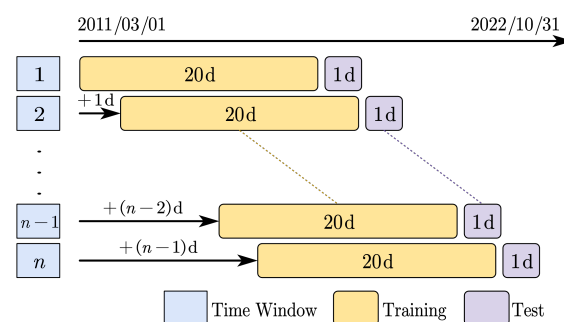 2011/03/01 2022/10/31
1 20d 1d
+1d
2 20d 1d
+(n−2)d
n−1 20d 1d
+(n−1)d
n 20d 1d
Time Window Training Test